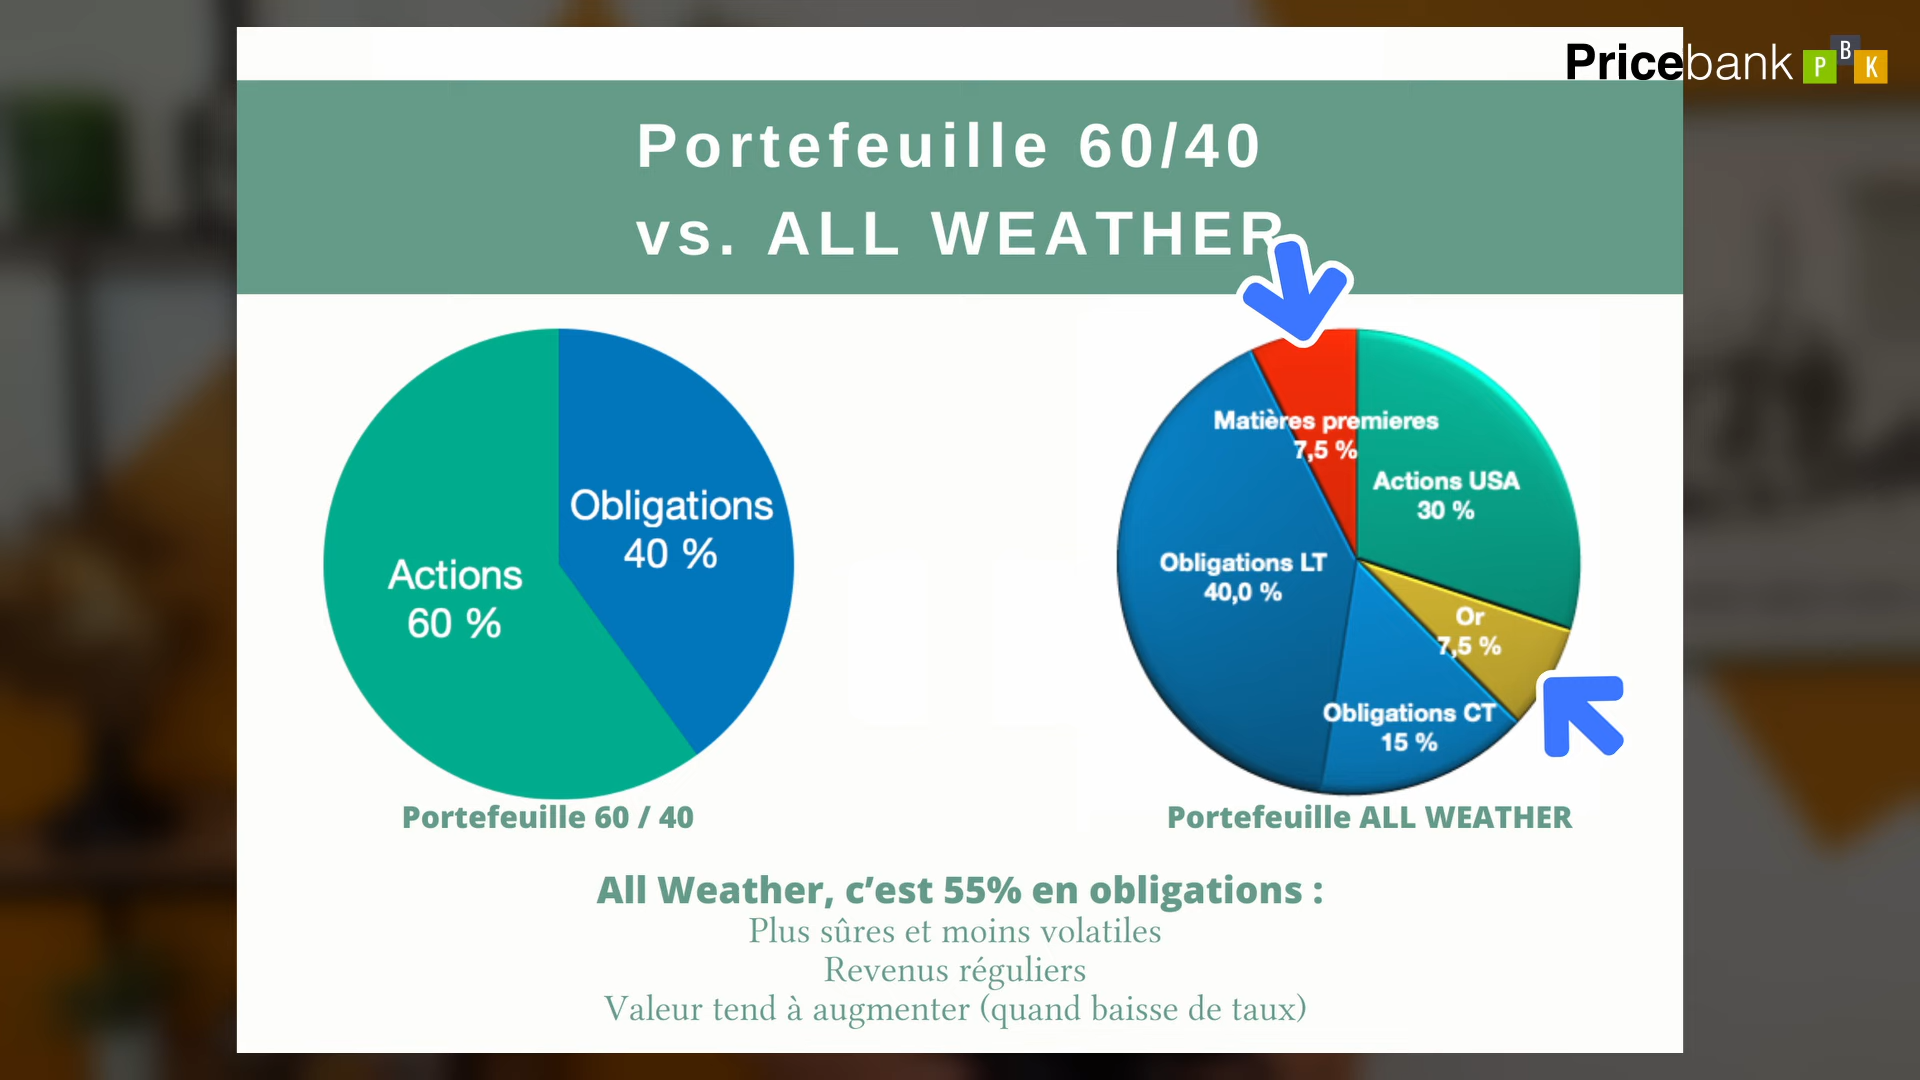 Pricebank PBK
Portefeuille 60/40
vs. ALL WEATHER
Obligations
40 %
Actions
60 %
Portefeuille 60 / 40
Matières premieres
7,5 %
Actions USA
30 %
Obligations LT
40,0 %
Or
7,5 %
Obligations CT
15 %
Portefeuille ALL WEATHER
All Weather, c’est 55% en obligations :
Plus sûres et moins volatiles
Revenus réguliers
Valeur tend à augmenter (quand baisse de taux)